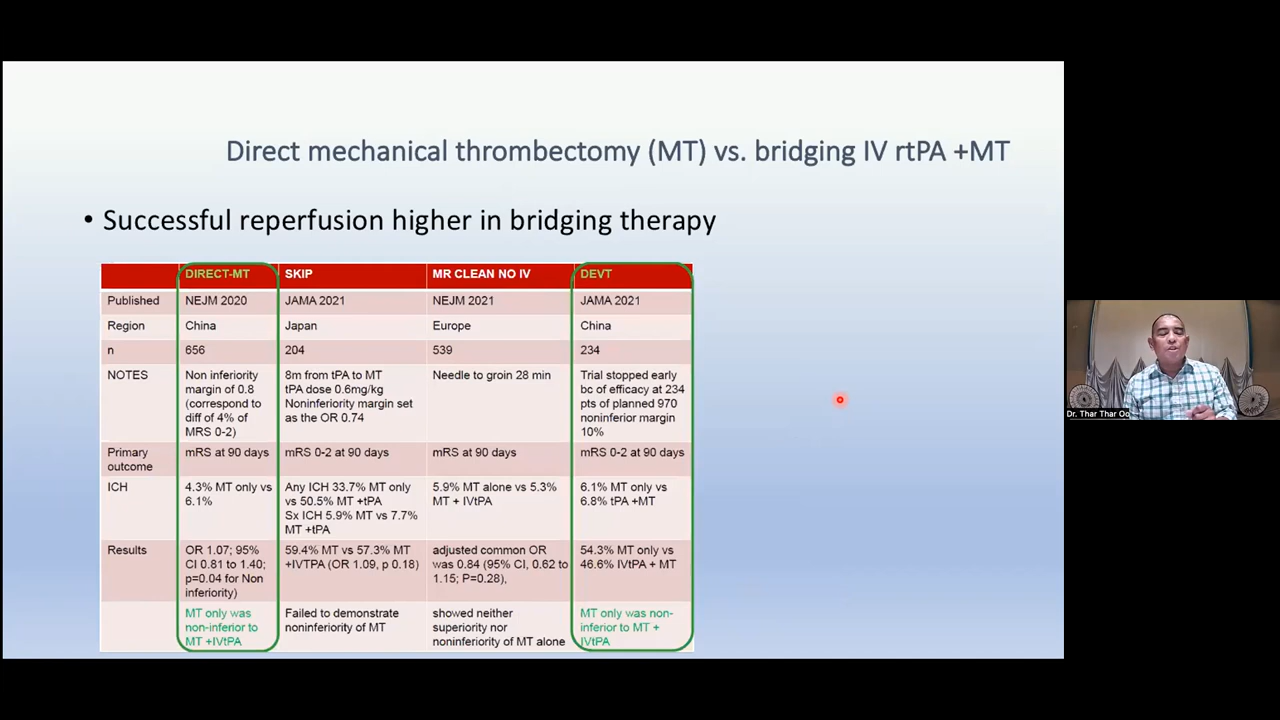 Direct mechanical thrombectomy (MT) vs. bridging IV rtPA +MT
• Successful reperfusion higher in bridging therapy
DIRECT-MT SKIP MR CLEAN NO IV DEVT
Published NEJM 2020 JAMA 2021 NEJM 2021 JAMA 2021
Region China Japan Europe China
n 656 204 539 234
NOTES
Non inferiority
margin of 0.8
(correspond to
diff of 4% of
MRS 0-2)
8m from tPA to MT
tPA dose 0.6mg/kg
Noninferiority margin set
as the OR 0.74
Needle to groin 28 min
Trial stopped early
bc of efficacy at 234
pts of planned 970
noninferior margin
10%
Primary
outcome
mRS at 90 days
mRS 0-2 at 90 days
mRS at 90 days
mRS 0-2 at 90 days
ICH
4.3% MT only vs
6.1%
Any ICH 33.7% MT only
vs 50.5% MT +tPA
Sx ICH 5.9% MT vs 7.7%
MT +tPA
5.9% MT alone vs 5.3%
MT + IVtPA
6.1% MT only vs
6.8% tPA +MT
Results
OR 1.07; 95%
CI 0.81 to 1.40;
p=0.04 for Non
inferiority)
59.4% MT vs 57.3% MT
+IVTPA (OR 1.09, p 0.18)
adjusted common OR
was 0.84 (95% CI, 0.62 to
1.15; P=0.28),
54.3% MT only vs
46.6% IVtPA + MT
MT only was
non-inferior to
MT +IVtPA
Failed to demonstrate
noninferiority of MT
showed neither
superiority nor
noninferiority of MT alone
MT only was non-
inferior to MT +
IVtPA
Dr. Thar Thar Oo